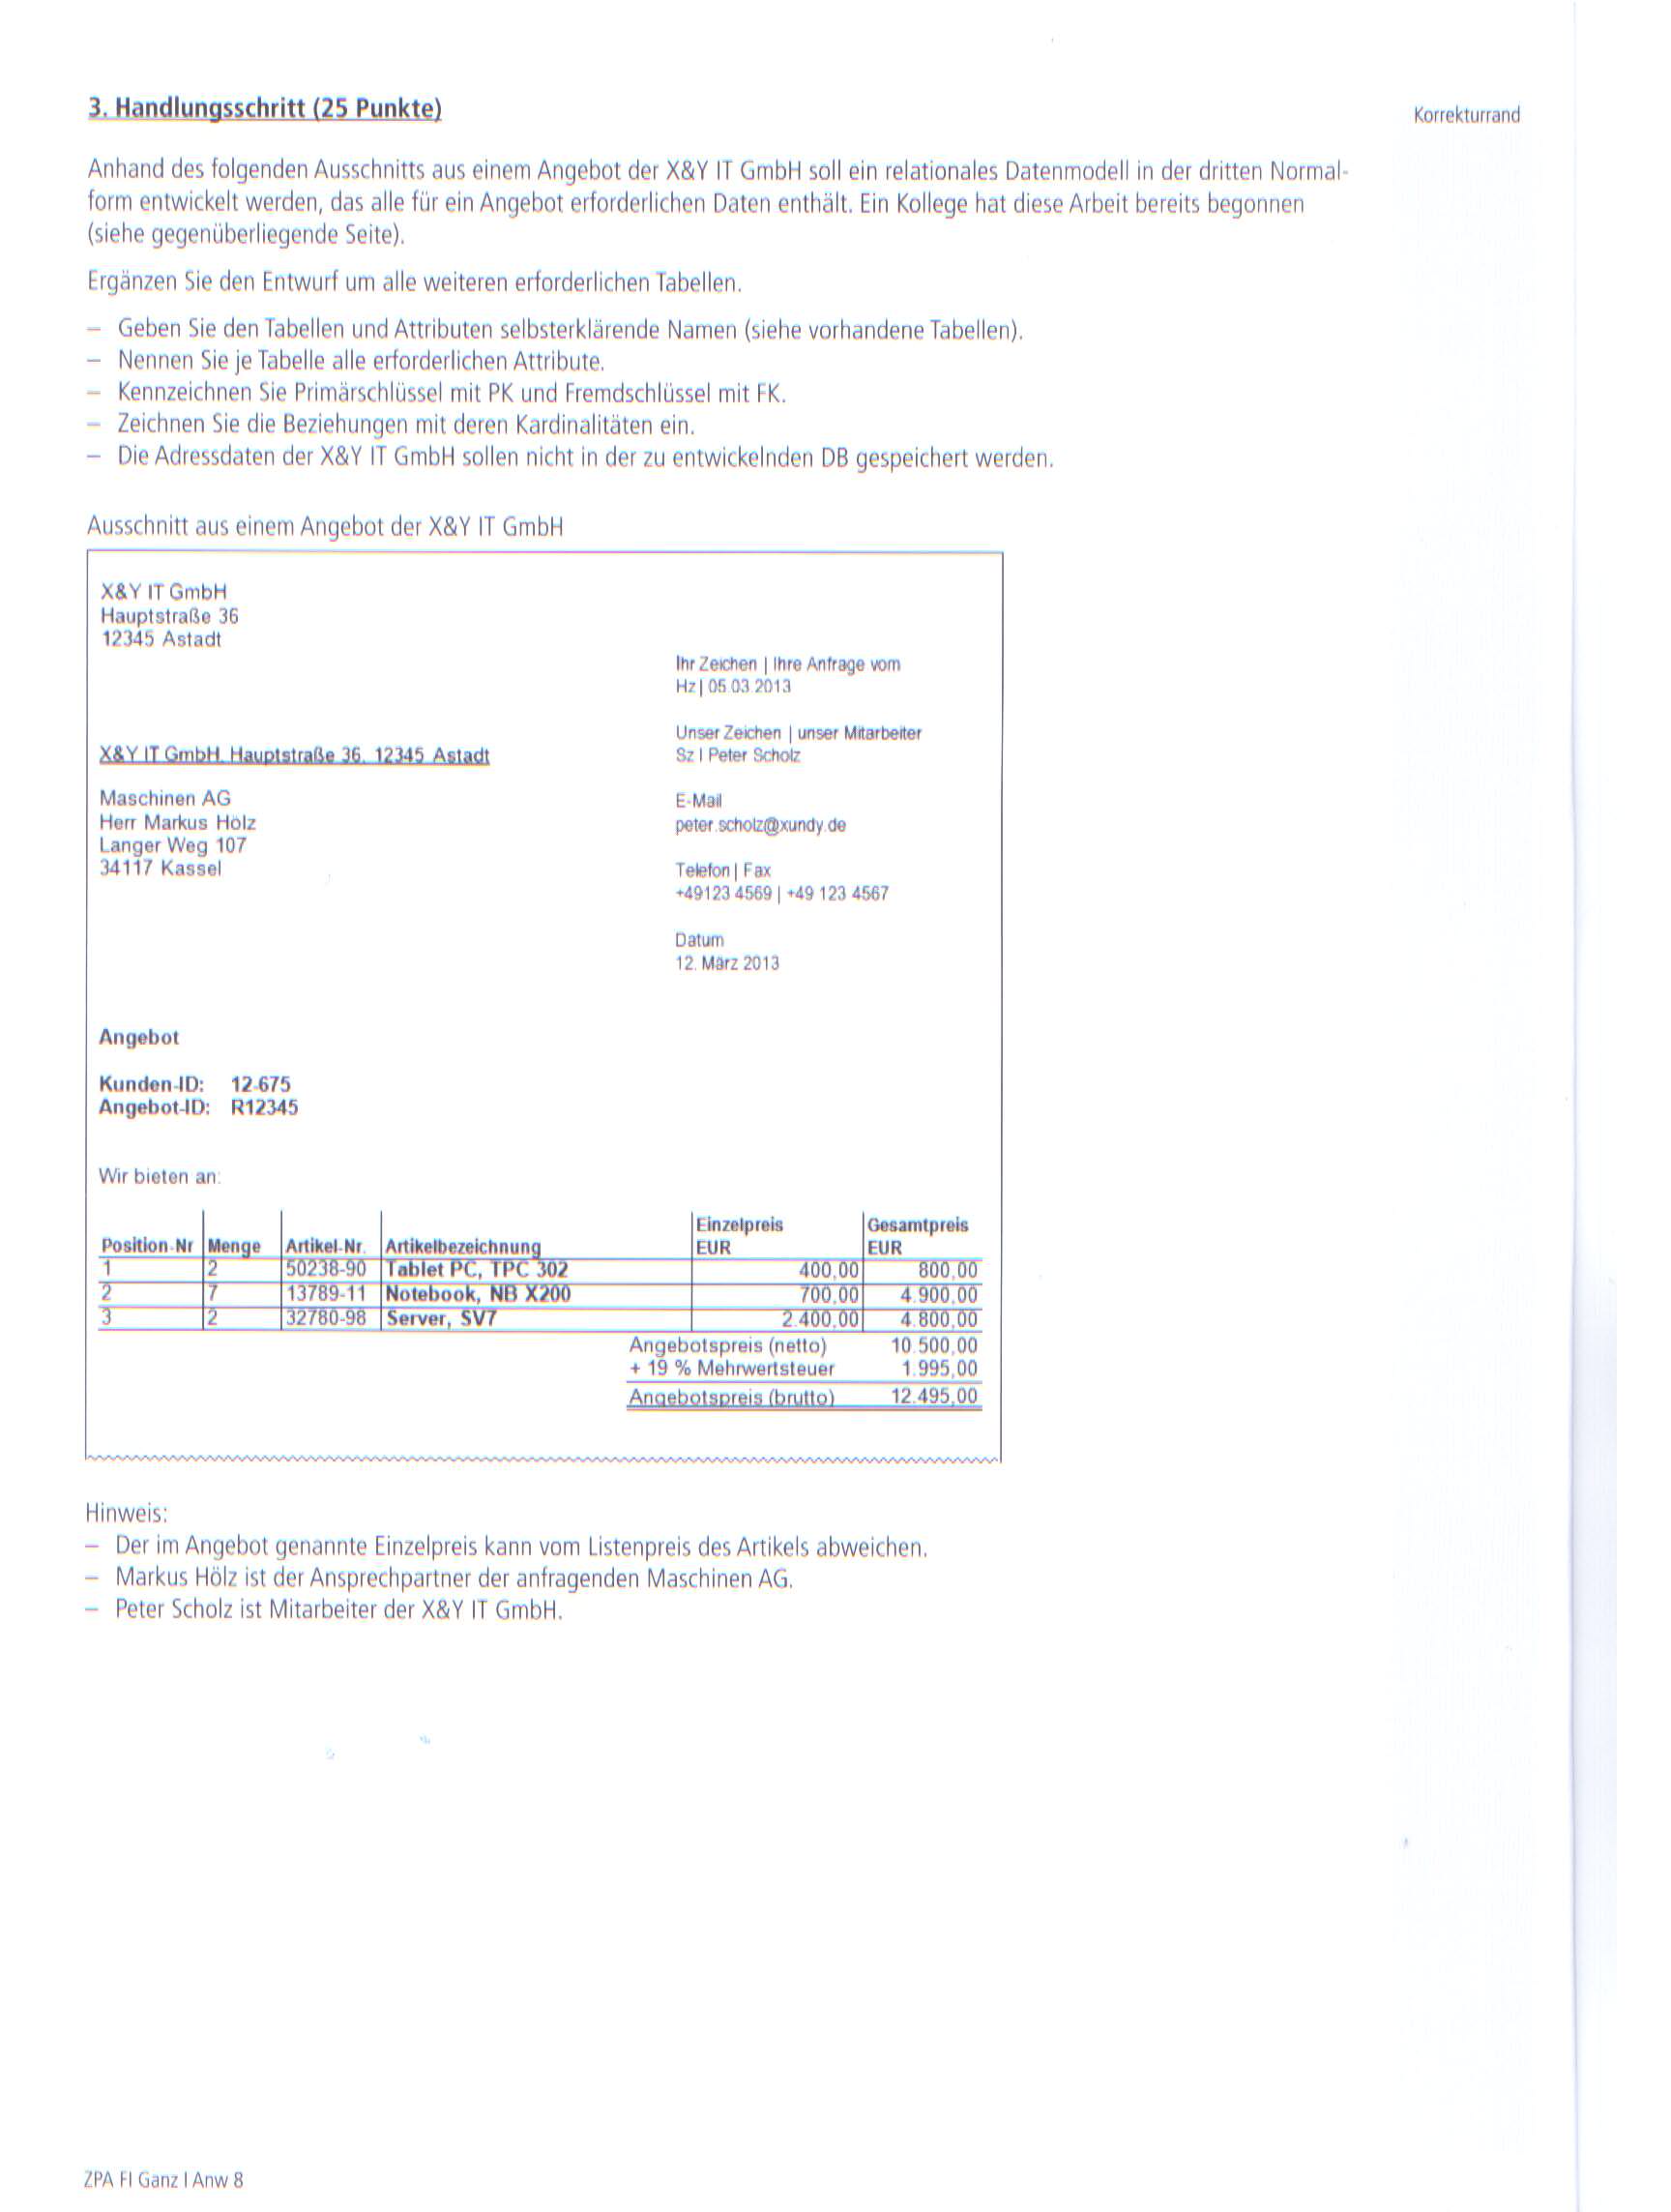 3. Handlungsschritt (25 Punkte)
Korrekturrand
Anhand des folgenden Ausschnitts aus einem Angebot der X&Y IT GmbH soll ein relationales Datenmodell in der dritten Normal-
form entwickelt werden, das alle für ein Angebot erforderlichen Daten enthält. Ein Kollege hat diese Arbeit bereits begonnen
(siehe gegenüberliegende Seite).
Ergänzen Sie den Entwurf um alle weiteren erforderlichen Tabellen.
– Geben Sie den Tabellen und Attributen selbsterklärende Namen (siehe vorhandene Tabellen).
– Nennen Sie je Tabelle alle erforderlichen Attribute.
– Kennzeichnen Sie Primärschlüssel mit PK und Fremdschlüssel mit FK.
– Zeichnen Sie die Beziehungen mit deren Kardinalitäten ein.
– Die Adressdaten der X&Y IT GmbH sollen nicht in der zu entwickelnden DB gespeichert werden.
Ausschnitt aus einem Angebot der X&Y IT GmbH
X&Y IT GmbH
Hauptstraße 36
12345 Astadt
Ihr Zeichen | Ihre Anfrage vom
Hz | 05.03.2013
Unser Zeichen | unser Mitarbeiter
Sz | Peter Scholz
X&Y IT GmbH, Hauptstraße 36, 12345 Astadt
Maschinen AG
Herr Markus Hölz
Langer Weg 107
34117 Kassel
E-Mail
peter.scholz@xundy.de
Telefon | Fax
+49123 4569 | +49 123 4567
Datum
12. März 2013
Angebot
Kunden-ID: 12-675
Angebot-ID: R12345
Wir bieten an:
Position-Nr Menge Artikel-Nr. Artikelbezeichnung Einzelpreis EUR Gesamtpreis EUR
1 2 50238-90 Tablet PC, TPC 302 400,00 800,00
2 7 13789-11 Notebook, NB X200 700,00 4.900,00
3 2 32780-98 Server, SV7 2.400,00 4.800,00
Angebotspreis (netto) 10.500,00
+ 19 % Mehrwertsteuer 1.995,00
Angebotspreis (brutto) 12.495,00
Hinweis:
– Der im Angebot genannte Einzelpreis kann vom Listenpreis des Artikels abweichen.
– Markus Hölz ist der Ansprechpartner der anfragenden Maschinen AG.
– Peter Scholz ist Mitarbeiter der X&Y IT GmbH.
ZPA FI Ganz I Anw 8